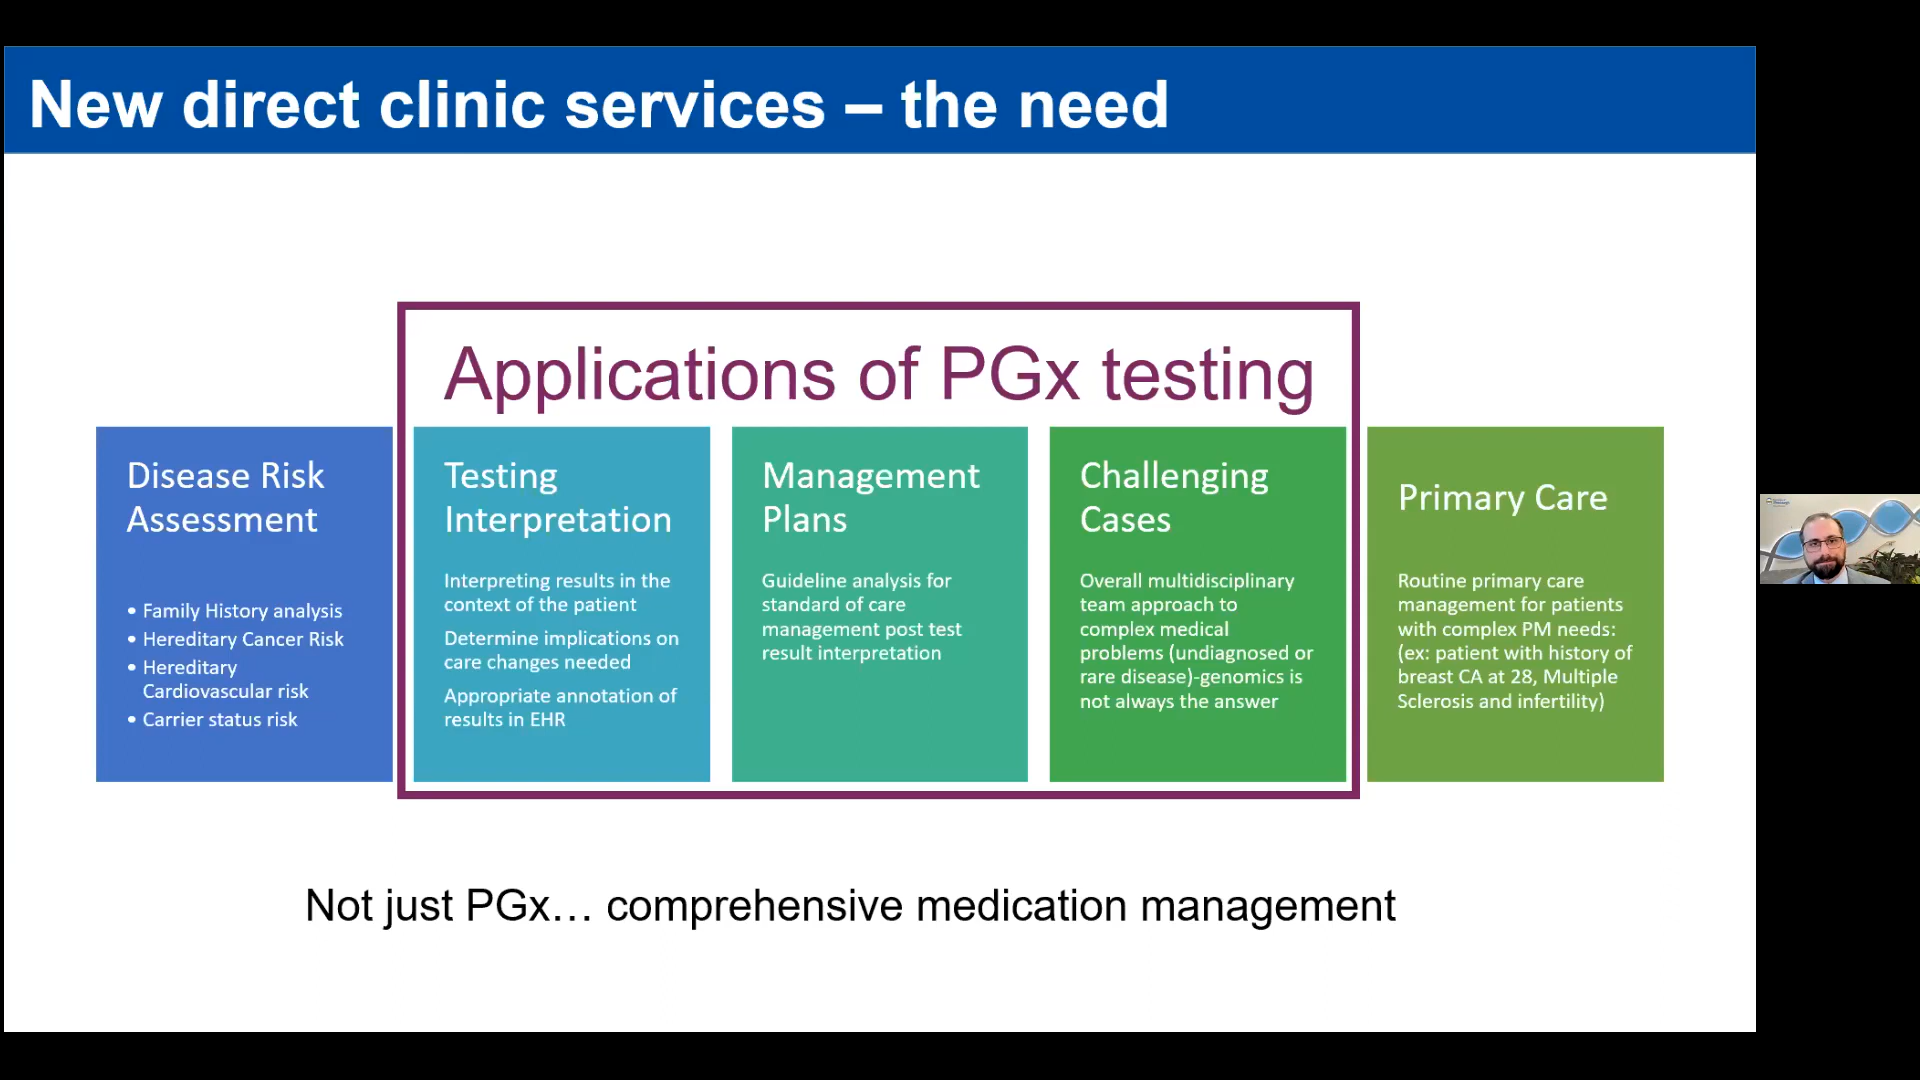 New direct clinic services – the need
Applications of PGx testing
Disease Risk
Assessment
• Family History analysis
• Hereditary Cancer Risk
• Hereditary
Cardiovascular risk
• Carrier status risk
Testing
Interpretation
Interpreting results in the
context of the patient
Determine implications on
care changes needed
Appropriate annotation of
results in EHR
Management
Plans
Guideline analysis for
standard of care
management post test
result interpretation
Challenging
Cases
Overall multidisciplinary
team approach to
complex medical
problems (undiagnosed or
rare disease)-genomics is
not always the answer
Primary Care
Routine primary care
management for patients
with complex PM needs:
(ex: patient with history of
breast CA at 28, Multiple
Sclerosis and infertility)
Not just PGx… comprehensive medication management